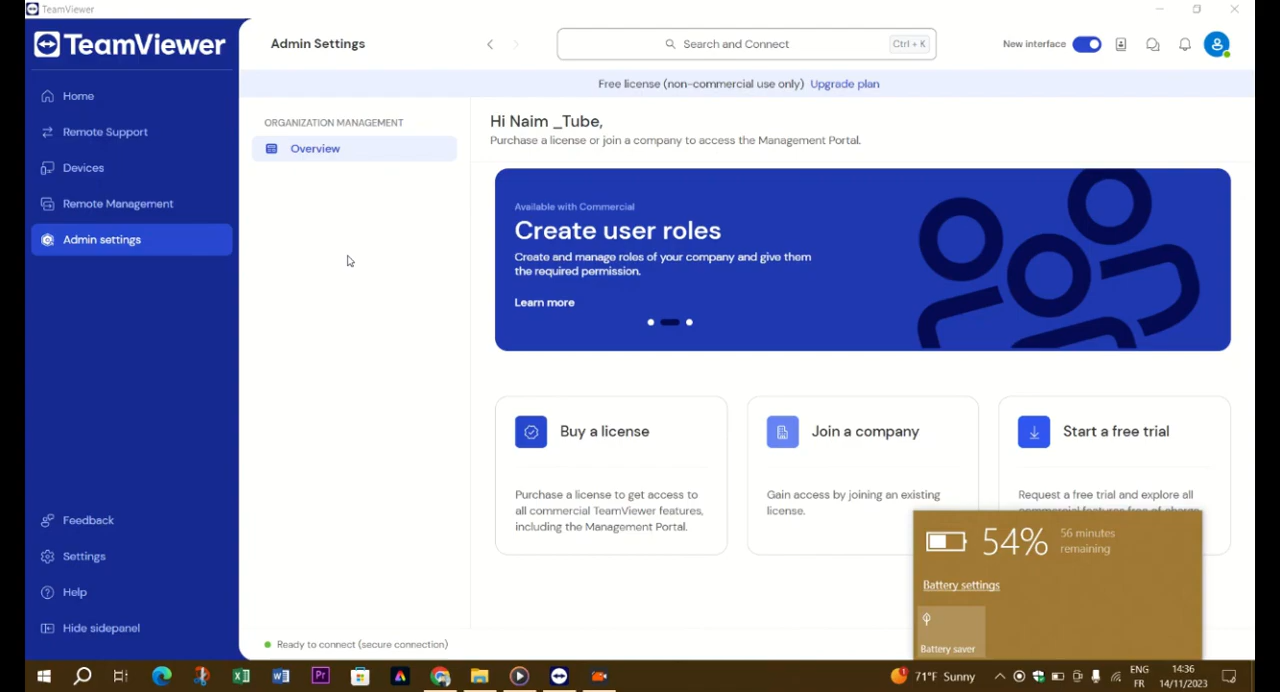 TeamViewer
TeamViewer
Admin Settings
Search and Connect
Ctrl + K
New interface
Free license (non-commercial use only) Upgrade plan
Home
Remote Support
Devices
Remote Management
Admin settings
Feedback
Settings
Help
Hide sidepanel
ORGANIZATION MANAGEMENT
Overview
Hi Naim _Tube,
Purchase a license or join a company to access the Management Portal.
Available with Commercial
Create user roles
Create and manage roles of your company and give them
the required permission.
Learn more
Buy a license
Purchase a license to get access to
all commercial TeamViewer features,
including the Management Portal.
Join a company
Gain access by joining an existing
license.
Start a free trial
Request a free trial and explore all
commercial features free of charge
54%
56 minutes
remaining
Battery settings
Battery saver
Ready to connect (secure connection)
Pr
71°F Sunny
ENG
FR
14:36
14/11/2023